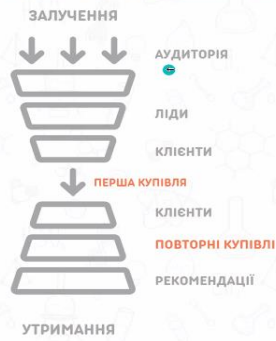 ЗАЛУЧЕННЯ
АУДИТОРІЯ
ЛІДИ
КЛІЄНТИ
ПЕРША КУПІВЛЯ
КЛІЄНТИ
ПОВТОРНІ КУПІВЛІ
РЕКОМЕНДАЦІЇ
УТРИМАННЯ